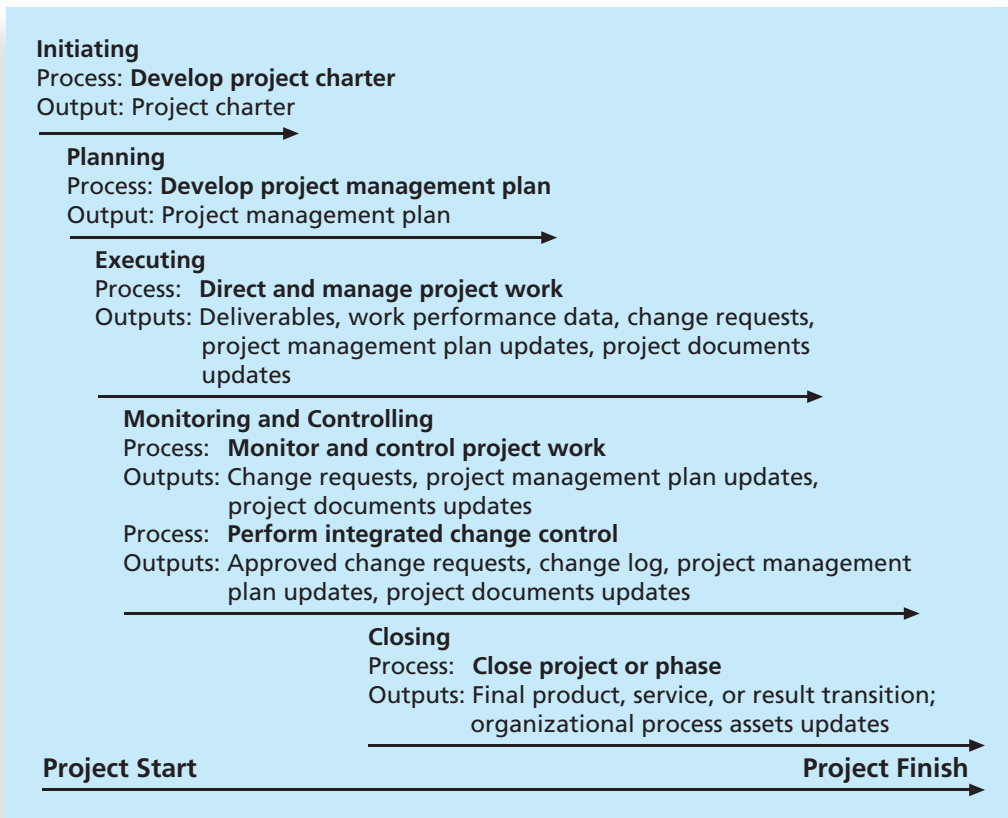 Initiating
Process: Develop project charter
Output: Project charter
Planning
Process: Develop project management plan
Output: Project management plan
Executing
Process: Direct and manage project work
Outputs: Deliverables, work performance data, change requests,
project management plan updates, project documents
updates
Monitoring and Controlling
Process: Monitor and control project work
Outputs: Change requests, project management plan updates,
project documents updates
Process: Perform integrated change control
Outputs: Approved change requests, change log, project management
plan updates, project documents updates
Closing
Process: Close project or phase
Outputs: Final product, service, or result transition;
organizational process assets updates
Project Start Project Finish